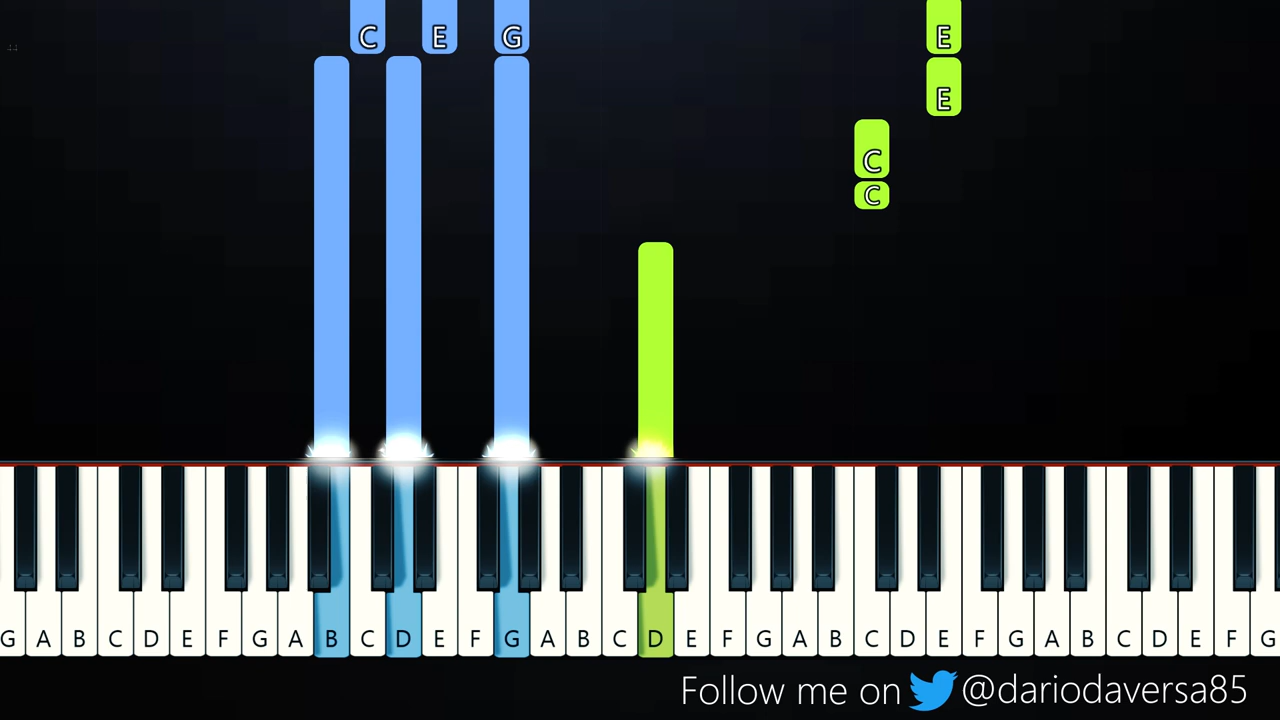 C E G E
E
C
C
G A B C D E F G A B C D E F G A B C D E F G A B C D E F G A B C D E F G
Follow me on @dariodaversa85